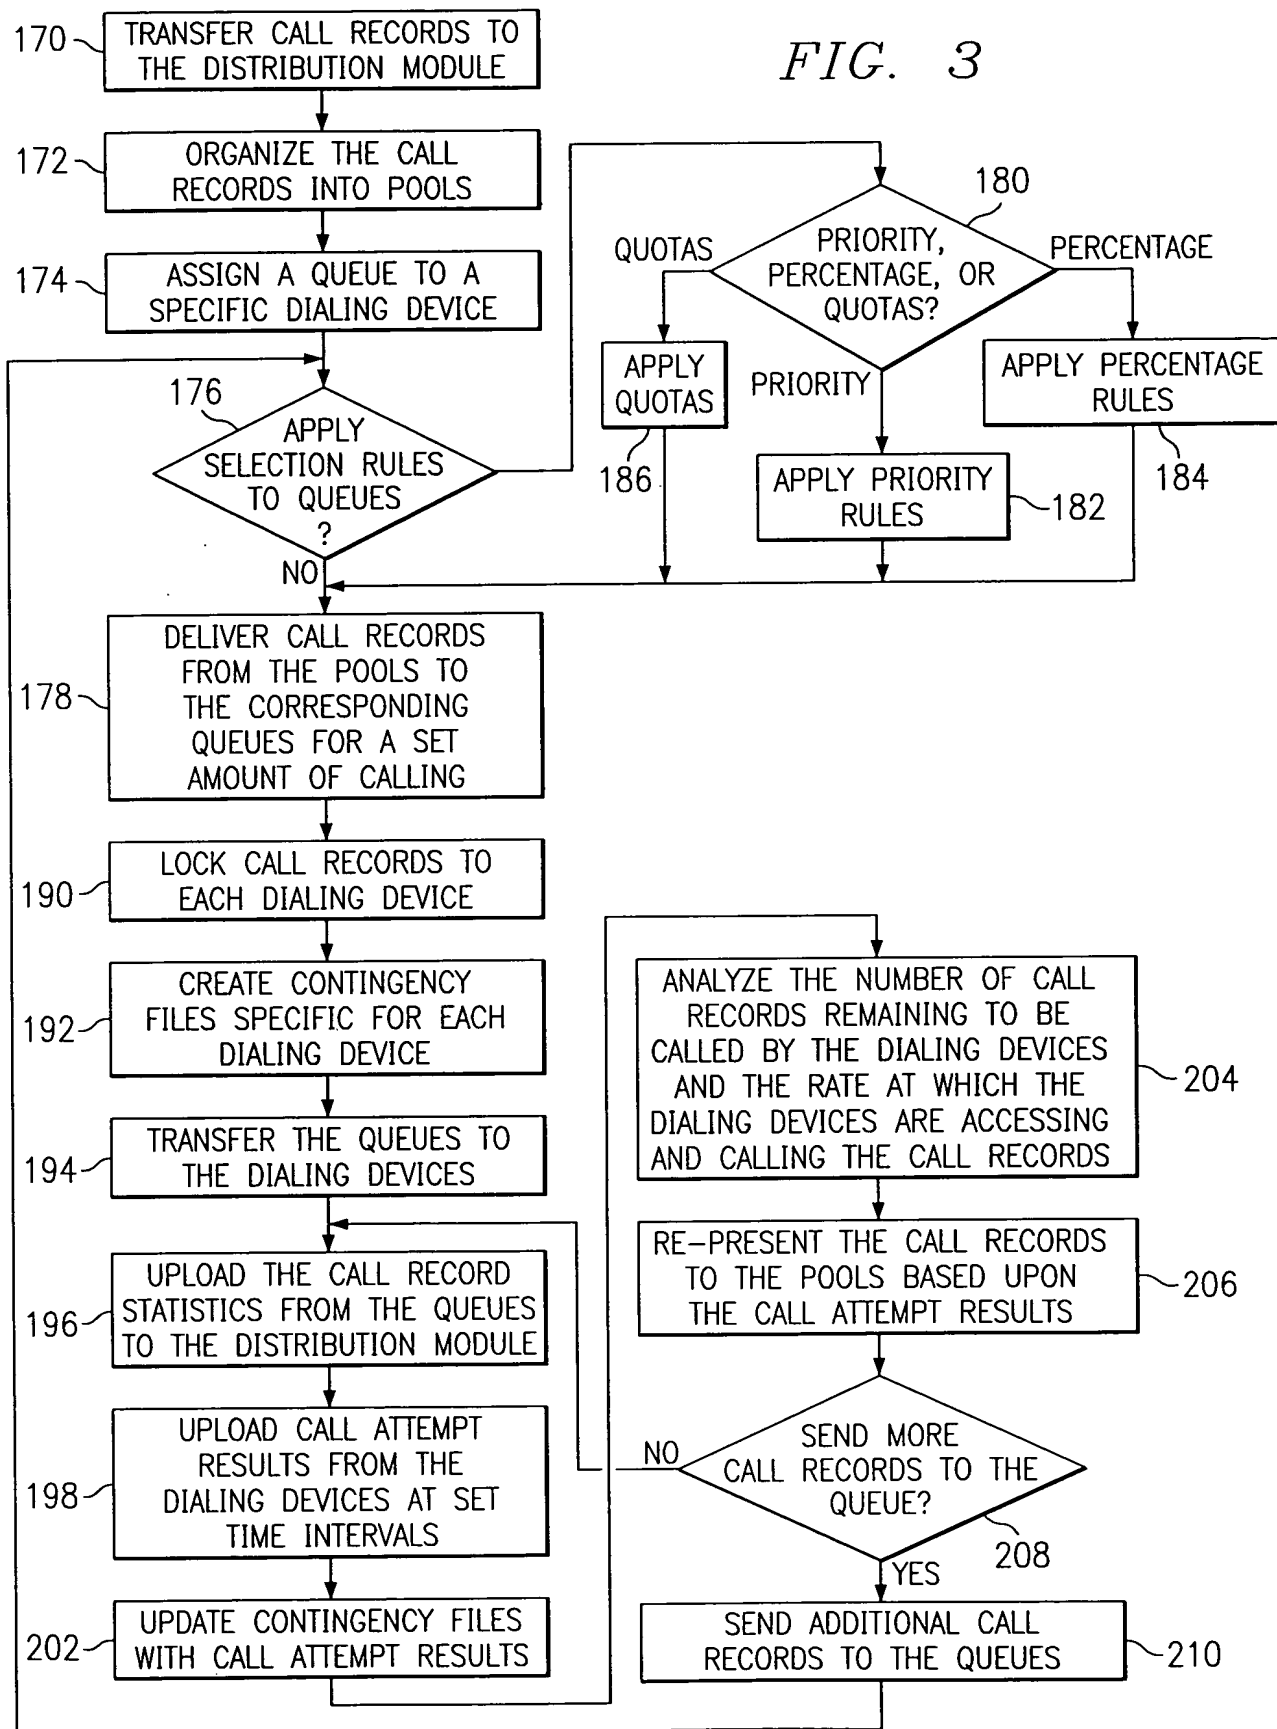 FIG. 3
170
TRANSFER CALL RECORDS TO
THE DISTRIBUTION MODULE
172
ORGANIZE THE CALL
RECORDS INTO POOLS
174
ASSIGN A QUEUE TO A
SPECIFIC DIALING DEVICE
176
APPLY
SELECTION RULES
TO QUEUES
?
NO
180
PRIORITY,
PERCENTAGE, OR
QUOTAS?
QUOTAS
PERCENTAGE
PRIORITY
APPLY
QUOTAS
186
APPLY PRIORITY
RULES
182
APPLY PERCENTAGE
RULES
184
178
DELIVER CALL RECORDS
FROM THE POOLS TO
THE CORRESPONDING
QUEUES FOR A SET
AMOUNT OF CALLING
190
LOCK CALL RECORDS TO
EACH DIALING DEVICE
192
CREATE CONTINGENCY
FILES SPECIFIC FOR EACH
DIALING DEVICE
194
TRANSFER THE QUEUES TO
THE DIALING DEVICES
196
UPLOAD THE CALL RECORD
STATISTICS FROM THE QUEUES
TO THE DISTRIBUTION MODULE
198
UPLOAD CALL ATTEMPT
RESULTS FROM THE
DIALING DEVICES AT SET
TIME INTERVALS
202
UPDATE CONTINGENCY FILES
WITH CALL ATTEMPT RESULTS
ANALYZE THE NUMBER OF CALL
RECORDS REMAINING TO BE
CALLED BY THE DIALING DEVICES
AND THE RATE AT WHICH THE
DIALING DEVICES ARE ACCESSING
AND CALLING THE CALL RECORDS
204
RE-PRESENT THE CALL RECORDS
TO THE POOLS BASED UPON
THE CALL ATTEMPT RESULTS
206
SEND MORE
CALL RECORDS TO THE
QUEUE?
NO
208
YES
SEND ADDITIONAL CALL
RECORDS TO THE QUEUES
210